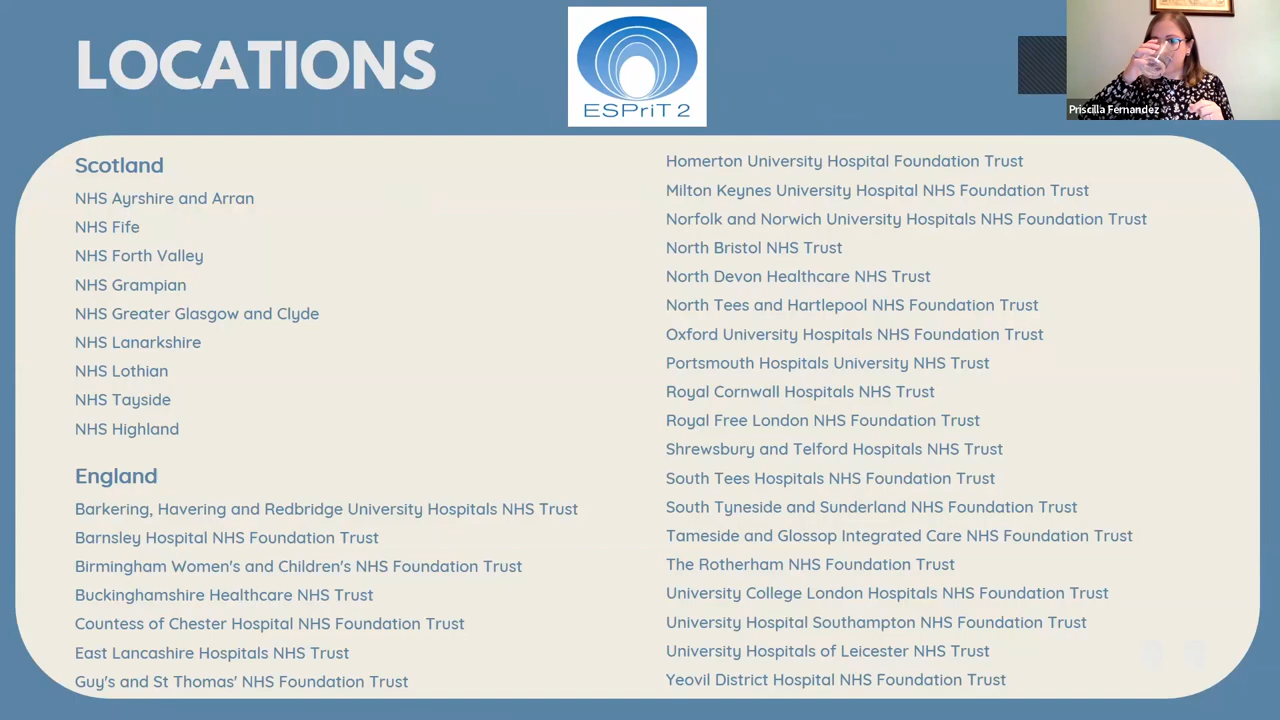 LOCATIONS
ESPriT 2
Priscilla Fernandez
Scotland
NHS Ayrshire and Arran
NHS Fife
NHS Forth Valley
NHS Grampian
NHS Greater Glasgow and Clyde
NHS Lanarkshire
NHS Lothian
NHS Tayside
NHS Highland
England
Barkering, Havering and Redbridge University Hospitals NHS Trust
Barnsley Hospital NHS Foundation Trust
Birmingham Women's and Children's NHS Foundation Trust
Buckinghamshire Healthcare NHS Trust
Countess of Chester Hospital NHS Foundation Trust
East Lancashire Hospitals NHS Trust
Guy's and St Thomas' NHS Foundation Trust
Homerton University Hospital Foundation Trust
Milton Keynes University Hospital NHS Foundation Trust
Norfolk and Norwich University Hospitals NHS Foundation Trust
North Bristol NHS Trust
North Devon Healthcare NHS Trust
North Tees and Hartlepool NHS Foundation Trust
Oxford University Hospitals NHS Foundation Trust
Portsmouth Hospitals University NHS Trust
Royal Cornwall Hospitals NHS Trust
Royal Free London NHS Foundation Trust
Shrewsbury and Telford Hospitals NHS Trust
South Tees Hospitals NHS Foundation Trust
South Tyneside and Sunderland NHS Foundation Trust
Tameside and Glossop Integrated Care NHS Foundation Trust
The Rotherham NHS Foundation Trust
University College London Hospitals NHS Foundation Trust
University Hospital Southampton NHS Foundation Trust
University Hospitals of Leicester NHS Trust
Yeovil District Hospital NHS Foundation Trust